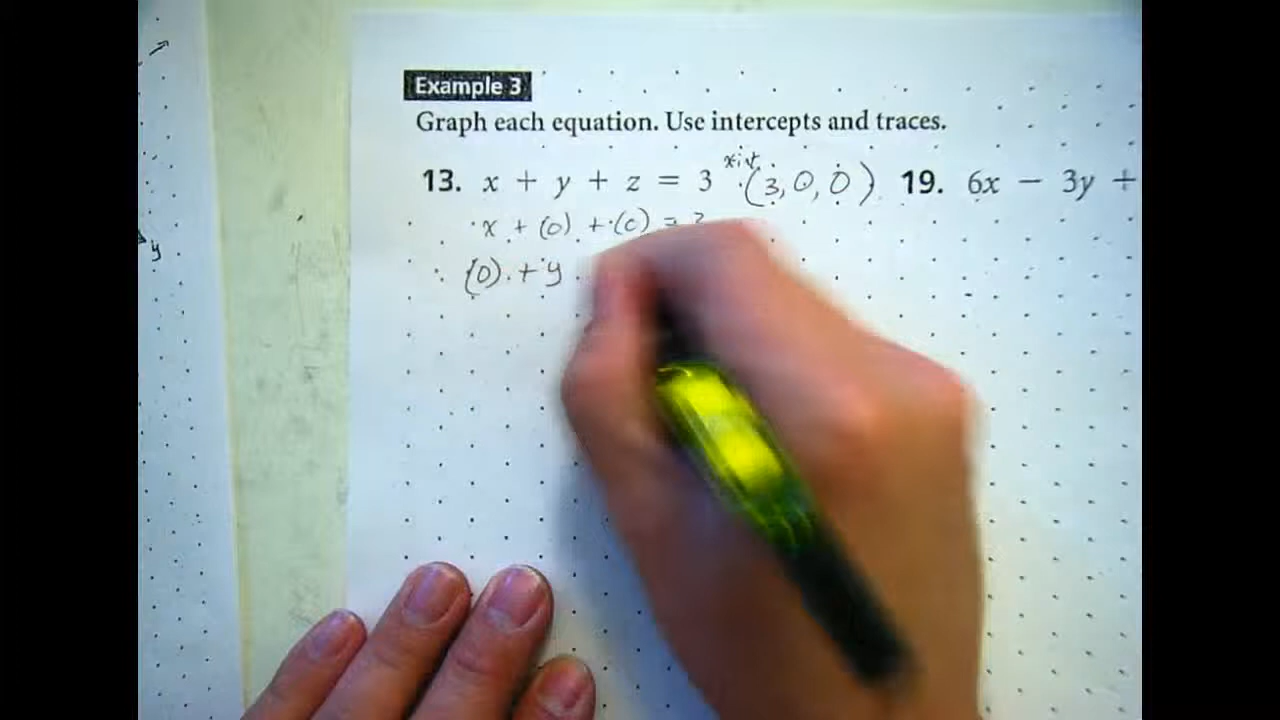 Example 3
Graph each equation. Use intercepts and traces.
13. x + y + z = 3 x int (3, 0, 0) 19. 6x − 3y +
x + (0) + (0) =
(0) + y
y